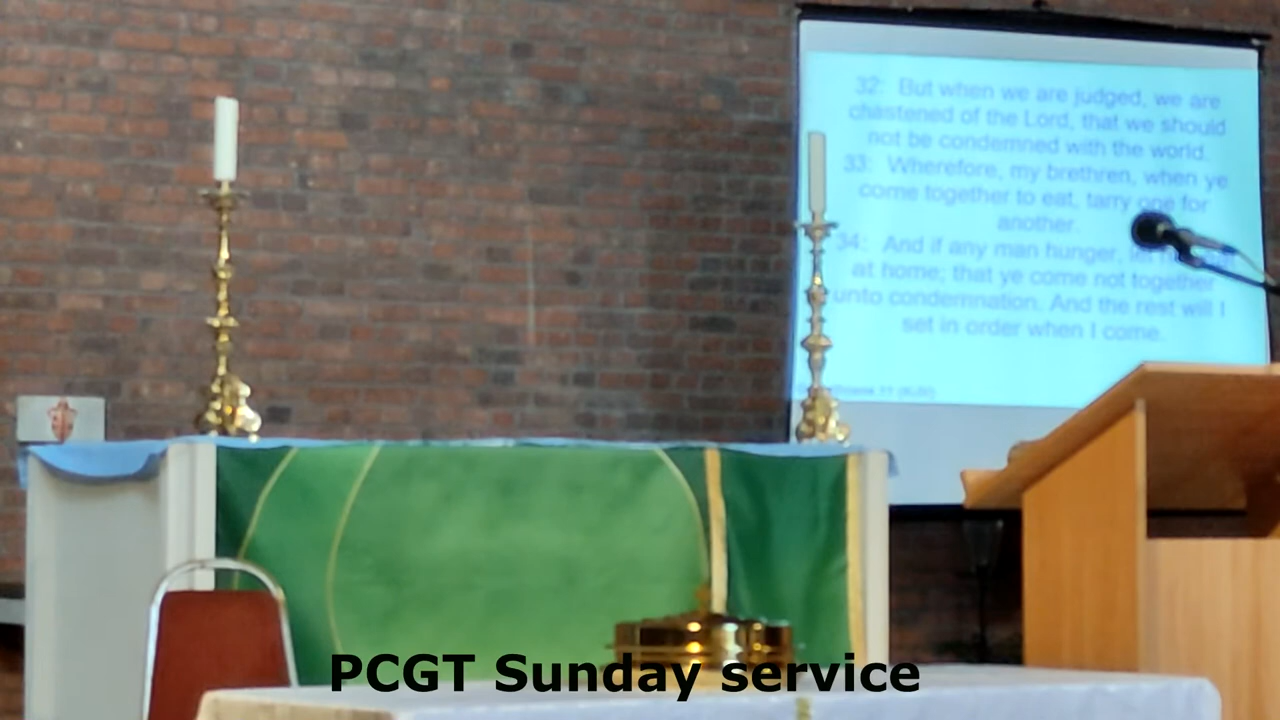 32: But when we are judged, we are
chastened of the Lord, that we should
not be condemned with the world.
33: Wherefore, my brethren, when ye
come together to eat, tarry one for
another.
34: And if any man hunger,
at home; that ye come not together
unto condemnation. And the rest will I
set in order when I come.
11 (KJV)
PCGT Sunday service